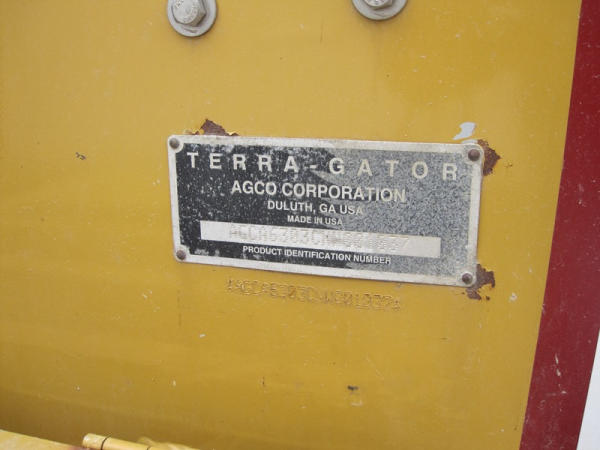 TERRA-GATOR
AGCO CORPORATION
DULUTH, GA USA
MADE IN USA
PRODUCT IDENTIFICATION NUMBER